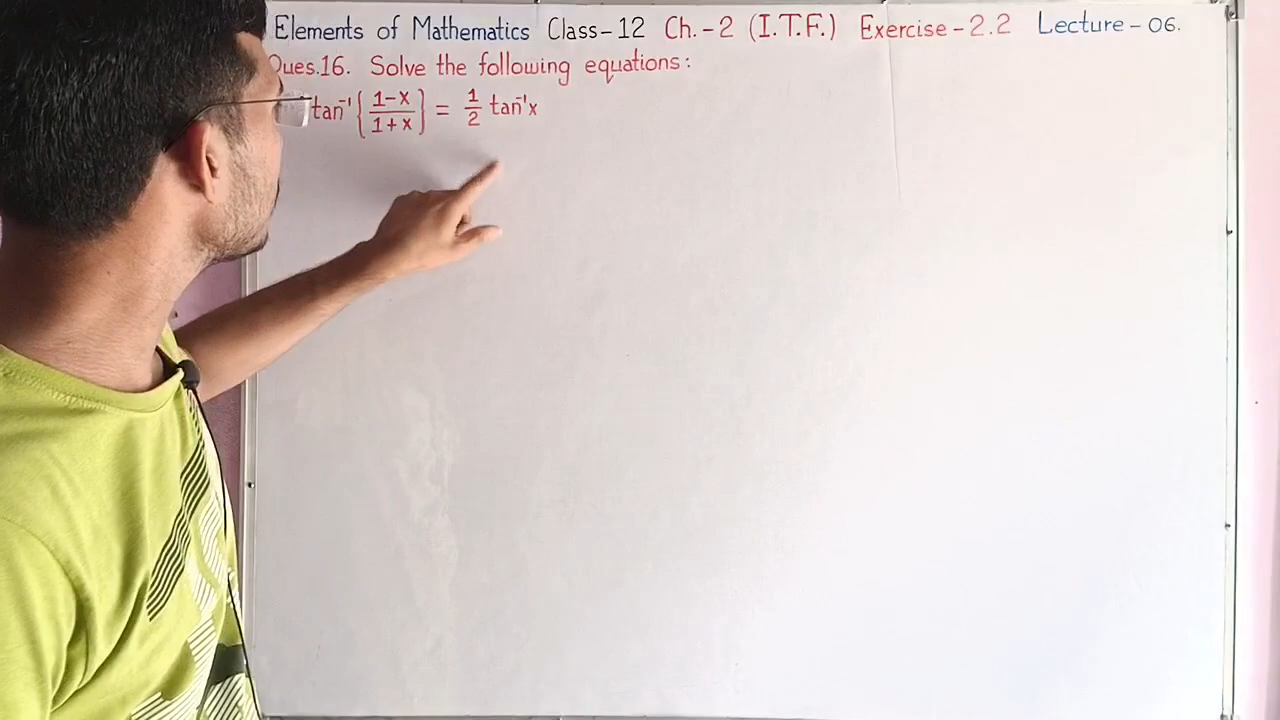 Elements of Mathematics Class-12 Ch.-2 (I.T.F.) Exercise-2.2 Lecture-06.
Ques.16. Solve the following equations:
tan⁻¹{(1-x)/(1+x)} = 1/2 tan⁻¹x